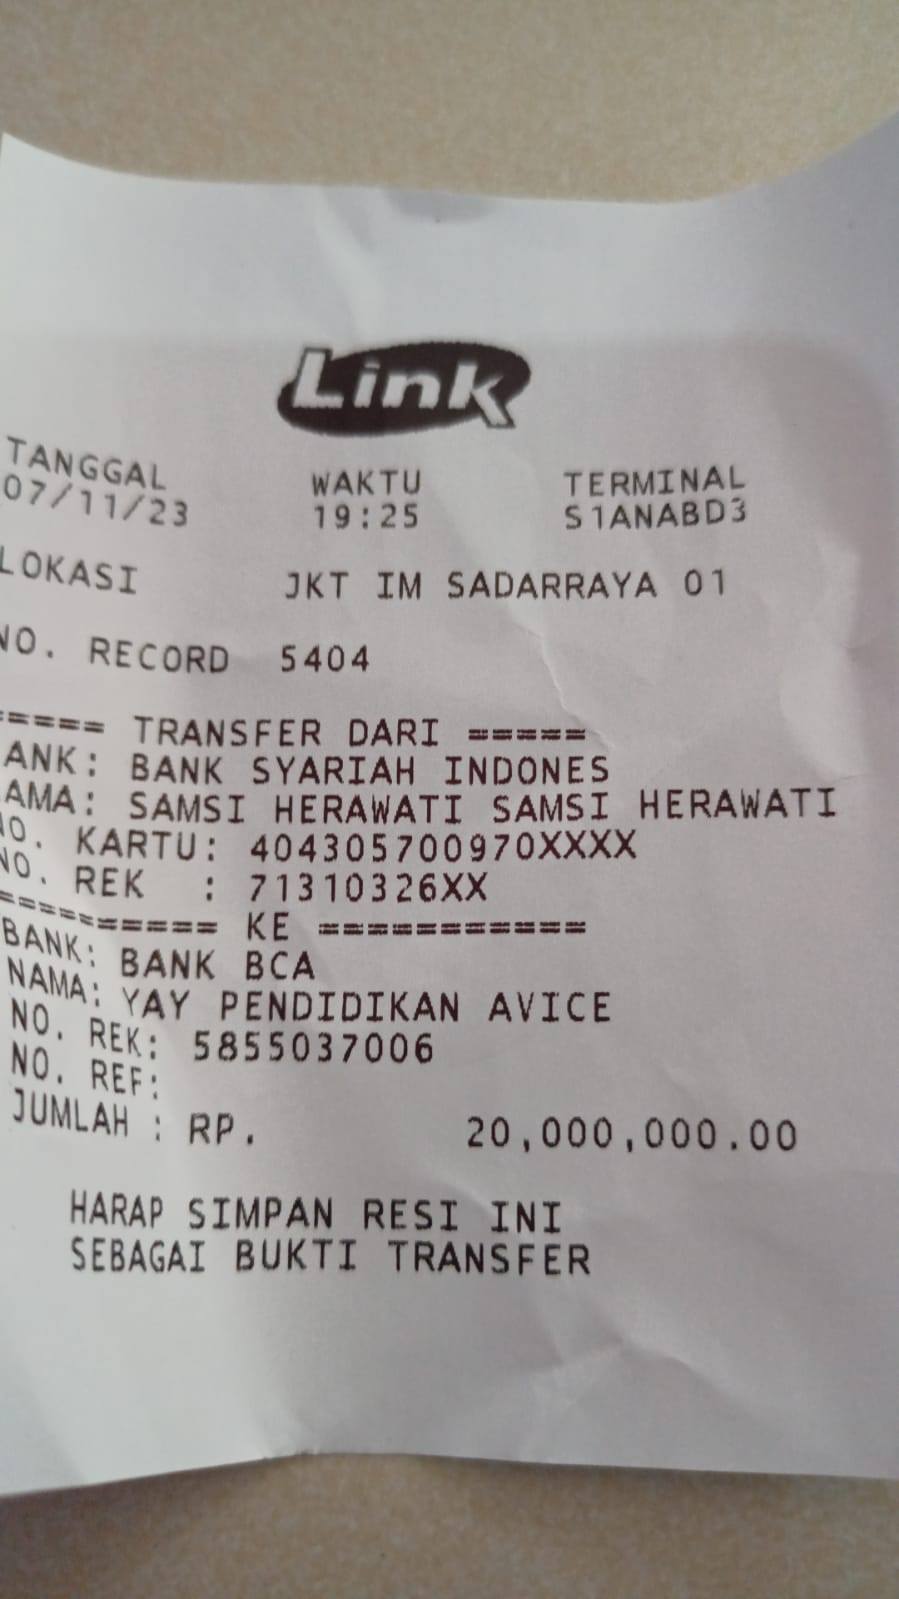 Link
TANGGAL WAKTU TERMINAL
07/11/23 19:25 S1ANABD3
LOKASI JKT IM SADARRAYA 01
NO. RECORD 5404
===== TRANSFER DARI =====
ANK: BANK SYARIAH INDONES
AMA: SAMSI HERAWATI SAMSI HERAWATI
NO. KARTU: 404305700970XXXX
NO. REK : 71310326XX
=========== KE ===========
BANK: BANK BCA
NAMA: YAY PENDIDIKAN AVICE
NO. REK: 5855037006
NO. REF:
JUMLAH : RP. 20,000,000.00
HARAP SIMPAN RESI INI
SEBAGAI BUKTI TRANSFER